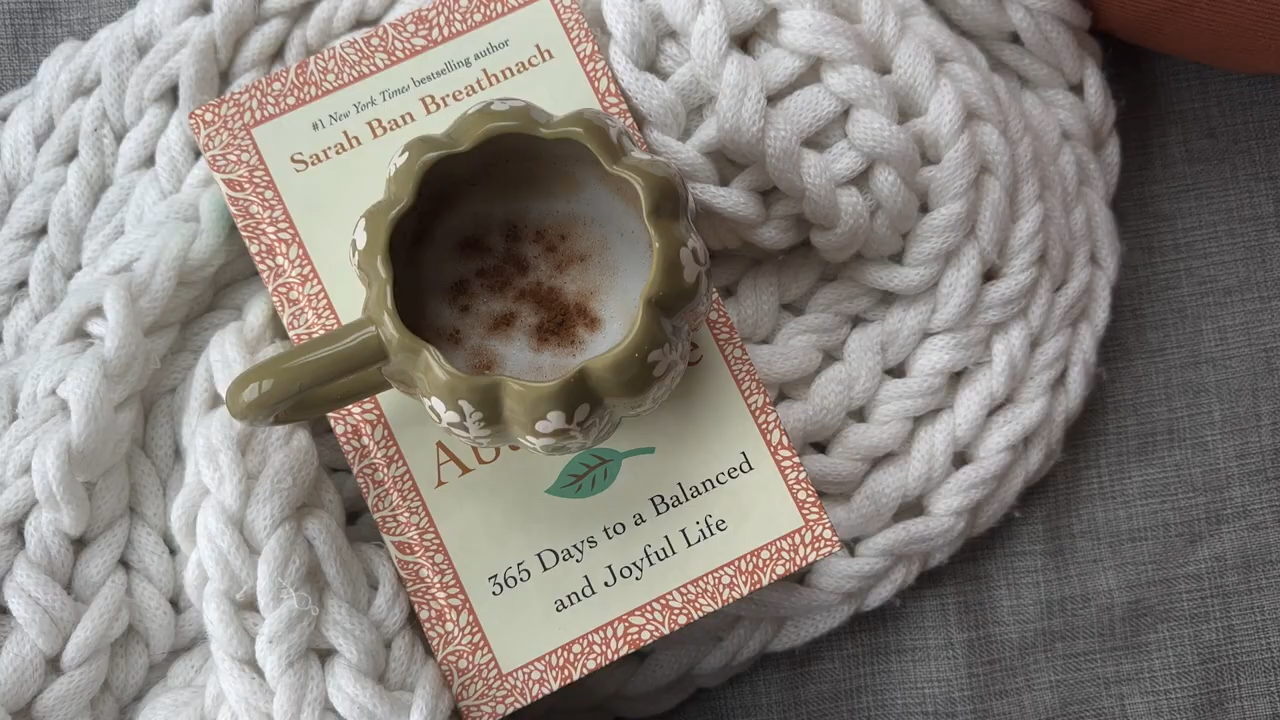 #1 New York Times bestselling author
Sarah Ban Breathnach
365 Days to a Balanced
and Joyful Life